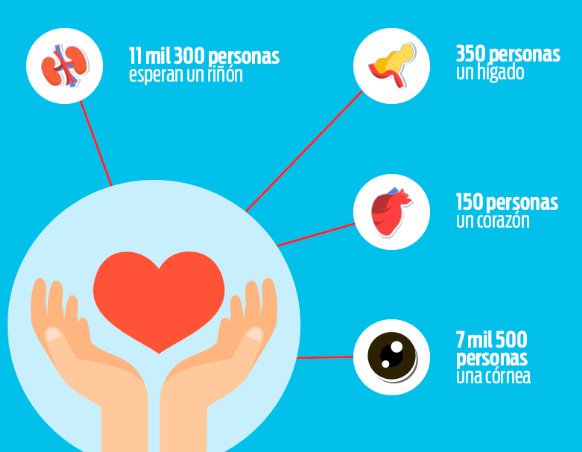 11 mil 300 personas
esperan un riñón
350 personas
un hígado
150 personas
un corazón
7 mil 500
personas
una córnea